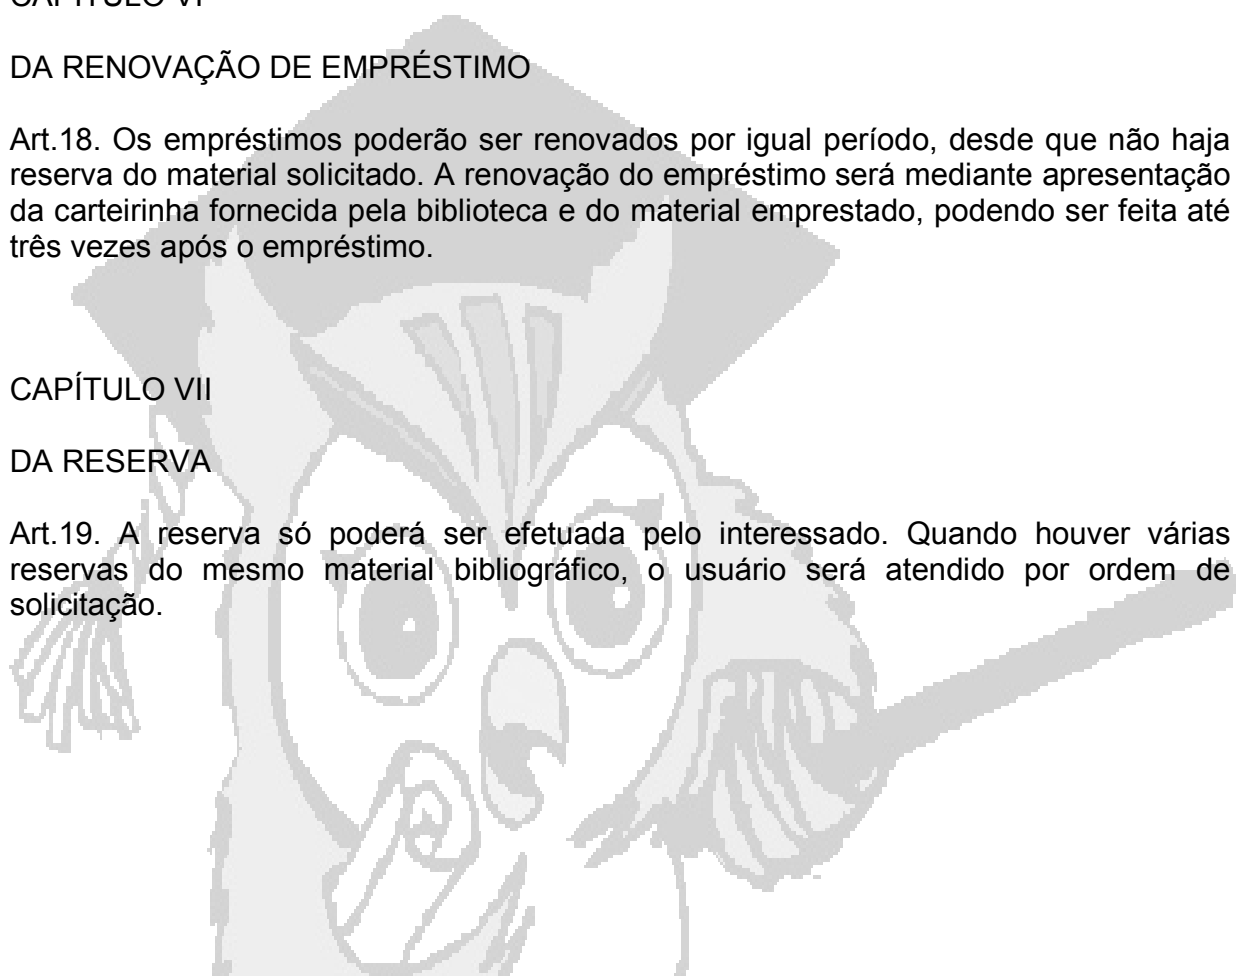 CAPÍTULO VI
DA RENOVAÇÃO DE EMPRÉSTIMO
Art.18. Os empréstimos poderão ser renovados por igual período, desde que não haja
reserva do material solicitado. A renovação do empréstimo será mediante apresentação
da carteirinha fornecida pela biblioteca e do material emprestado, podendo ser feita até
três vezes após o empréstimo.
CAPÍTULO VII
DA RESERVA
Art.19. A reserva só poderá ser efetuada pelo interessado. Quando houver várias
reservas do mesmo material bibliográfico, o usuário será atendido por ordem de
solicitação.